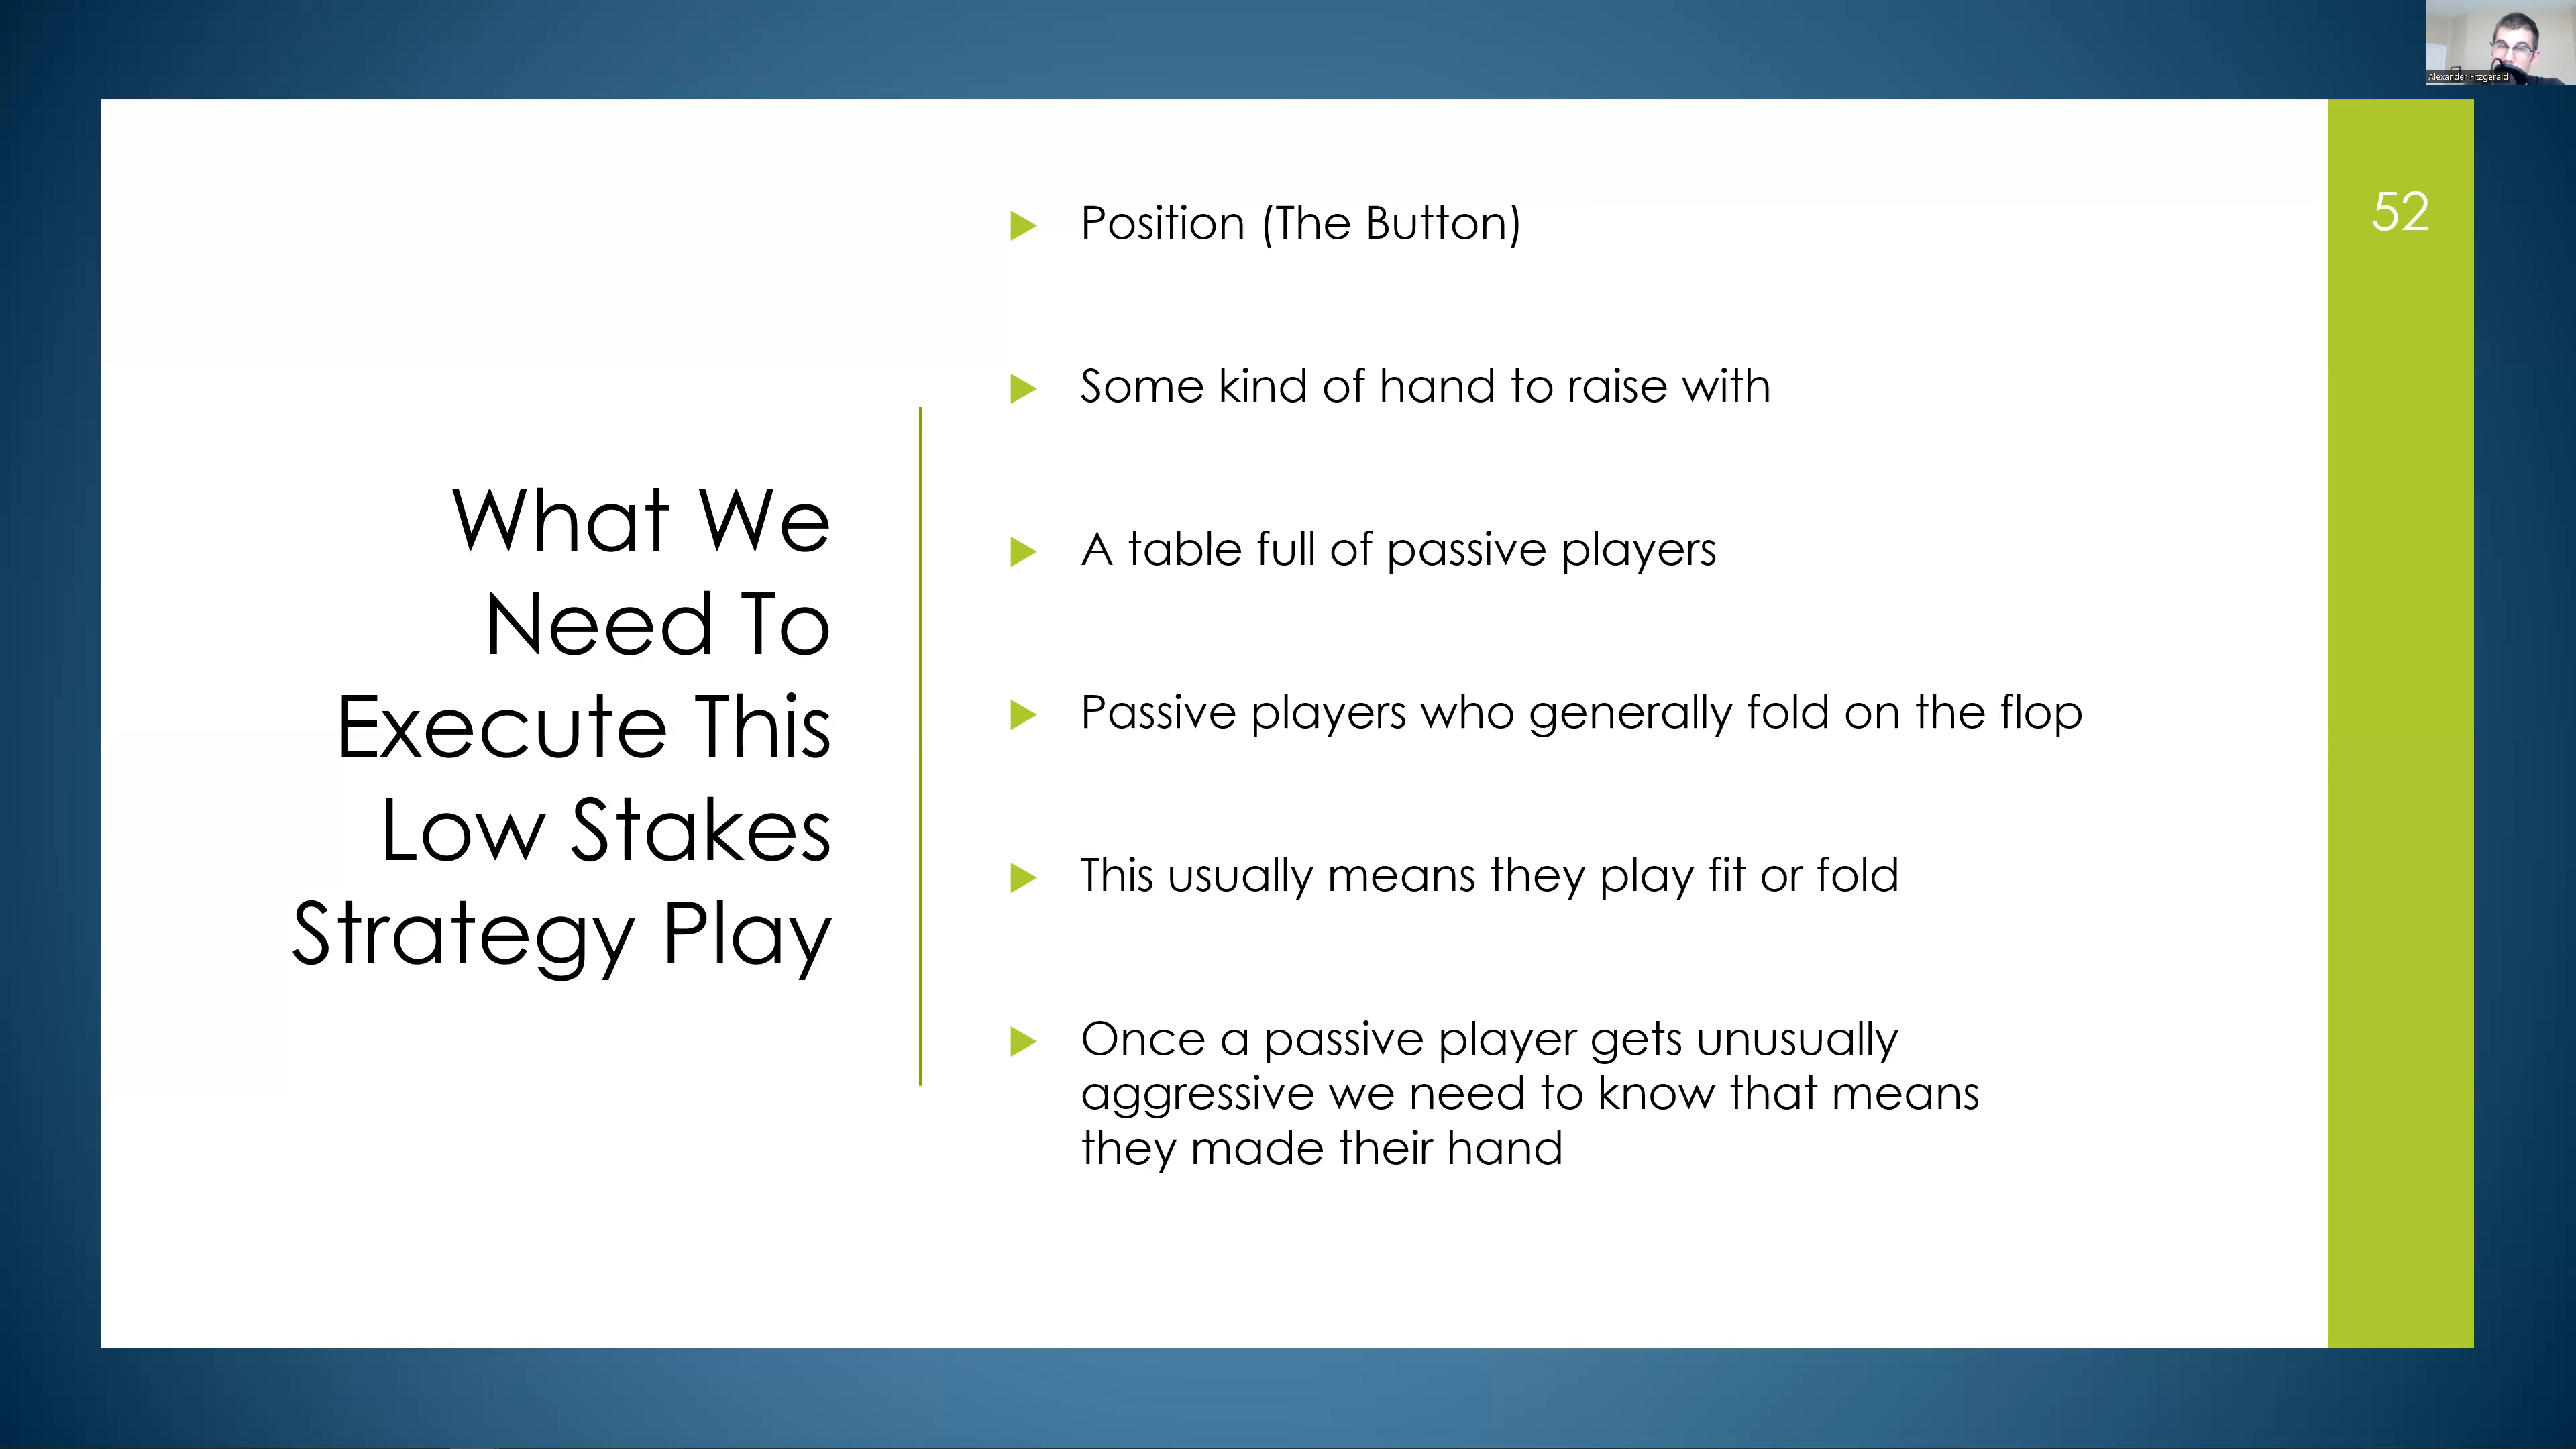 Alexander Fitzgerald
52
What We
Need To
Execute This
Low Stakes
Strategy Play
Position (The Button)
Some kind of hand to raise with
A table full of passive players
Passive players who generally fold on the flop
This usually means they play fit or fold
Once a passive player gets unusually
aggressive we need to know that means
they made their hand